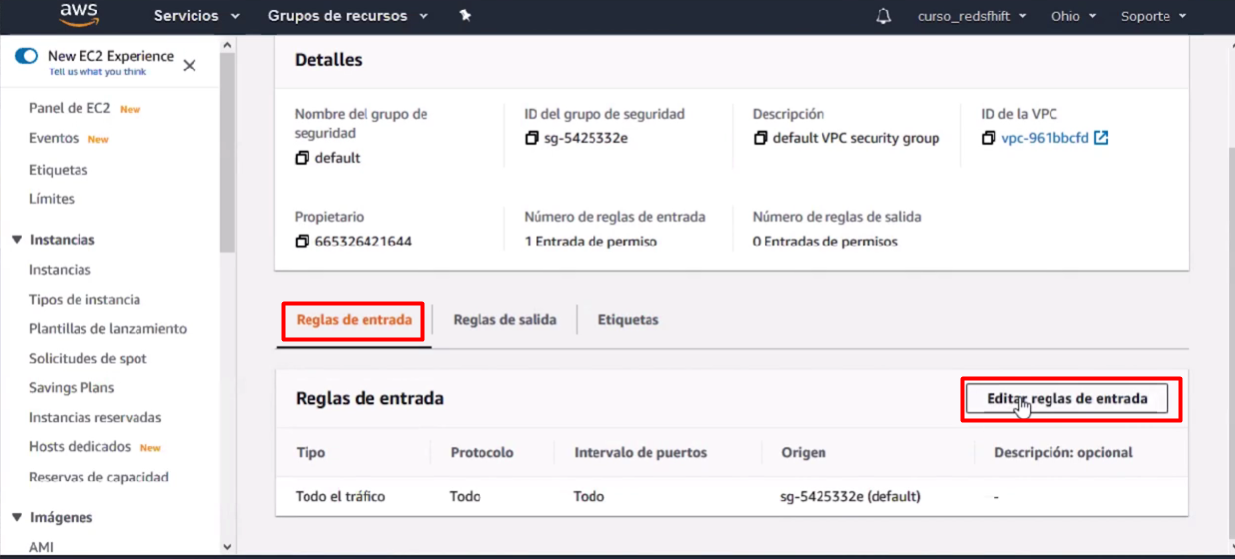 aws Servicios Grupos de recursos curso_redsfhift Ohio Soporte
New EC2 Experience
Tell us what you think
Panel de EC2 New
Eventos New
Etiquetas
Límites
Instancias
Instancias
Tipos de instancia
Plantillas de lanzamiento
Solicitudes de spot
Savings Plans
Instancias reservadas
Hosts dedicados New
Reservas de capacidad
Imágenes
AMI
Detalles
Nombre del grupo de
seguridad
default
ID del grupo de seguridad
sg-5425332e
Descripción
default VPC security group
ID de la VPC
vpc-961bbcfd
Propietario
665326421644
Número de reglas de entrada
1 Entrada de permiso
Número de reglas de salida
0 Entradas de permisos
Reglas de entrada Reglas de salida Etiquetas
Reglas de entrada Editar reglas de entrada
Tipo Protocolo Intervalo de puertos Origen Descripción: opcional
Todo el tráfico Todo Todo sg-5425332e (default) -